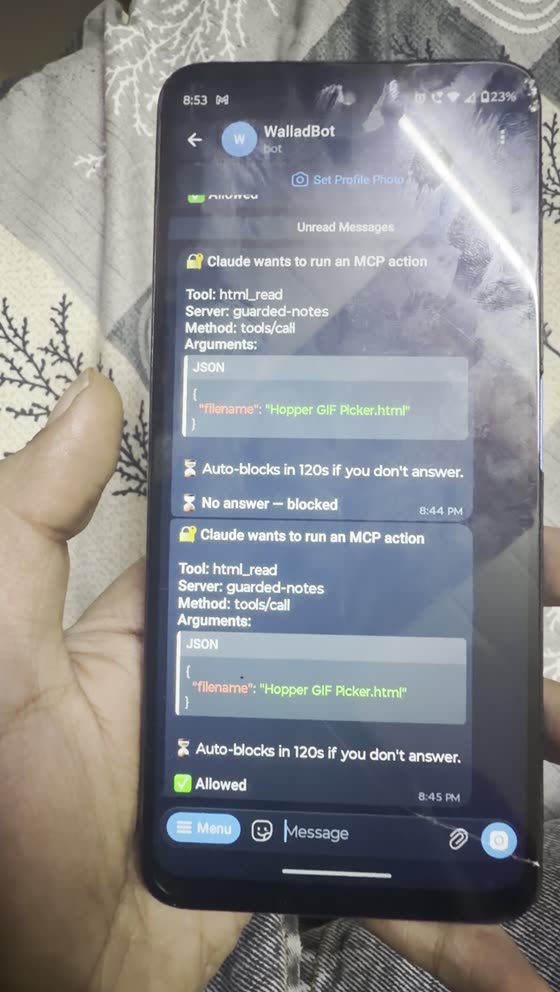 8:53
23%
W
WalladBot
bot
Set Profile Photo
Allowed
Unread Messages
Claude wants to run an MCP action
Tool: html_read
Server: guarded-notes
Method: tools/call
Arguments:
JSON
{
"filename": "Hopper GIF Picker.html"
}
Auto-blocks in 120s if you don't answer.
No answer — blocked
8:44 PM
Claude wants to run an MCP action
Tool: html_read
Server: guarded-notes
Method: tools/call
Arguments:
JSON
{
"filename": "Hopper GIF Picker.html"
}
Auto-blocks in 120s if you don't answer.
Allowed
8:45 PM
Menu
Message